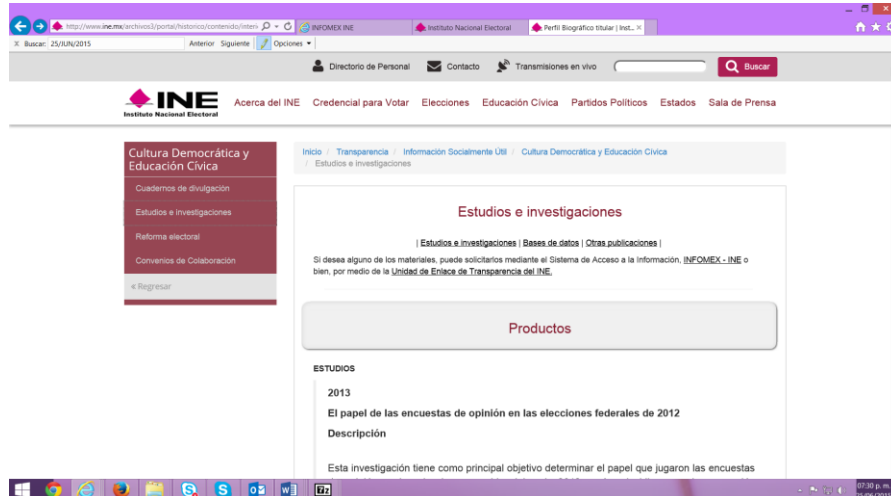 http://www.ine.mx/archivos3/portal/historico/contenido/interi
INFOMEX INE
Instituto Nacional Electoral
Perfil Biográfico titular | Inst...
X Buscar: 25/JUN/2015
Anterior Siguiente
Opciones
Directorio de Personal
Contacto
Transmisiones en vivo
Buscar
INE
Instituto Nacional Electoral
Acerca del INE Credencial para Votar Elecciones Educación Cívica Partidos Políticos Estados Sala de Prensa
Cultura Democrática y
Educación Cívica
Cuadernos de divulgación
Estudios e investigaciones
Reforma electoral
Convenios de Colaboración
« Regresar
Inicio / Transparencia / Información Socialmente Útil / Cultura Democrática y Educación Cívica
/ Estudios e investigaciones
Estudios e investigaciones
| Estudios e investigaciones | Bases de datos | Otras publicaciones |
Si desea alguno de los materiales, puede solicitarlos mediante el Sistema de Acceso a la Información, INFOMEX - INE o
bien, por medio de la Unidad de Enlace de Transparencia del INE.
Productos
ESTUDIOS
2013
El papel de las encuestas de opinión en las elecciones federales de 2012
Descripción
Esta investigación tiene como principal objetivo determinar el papel que jugaron las encuestas
07:30 p. m.